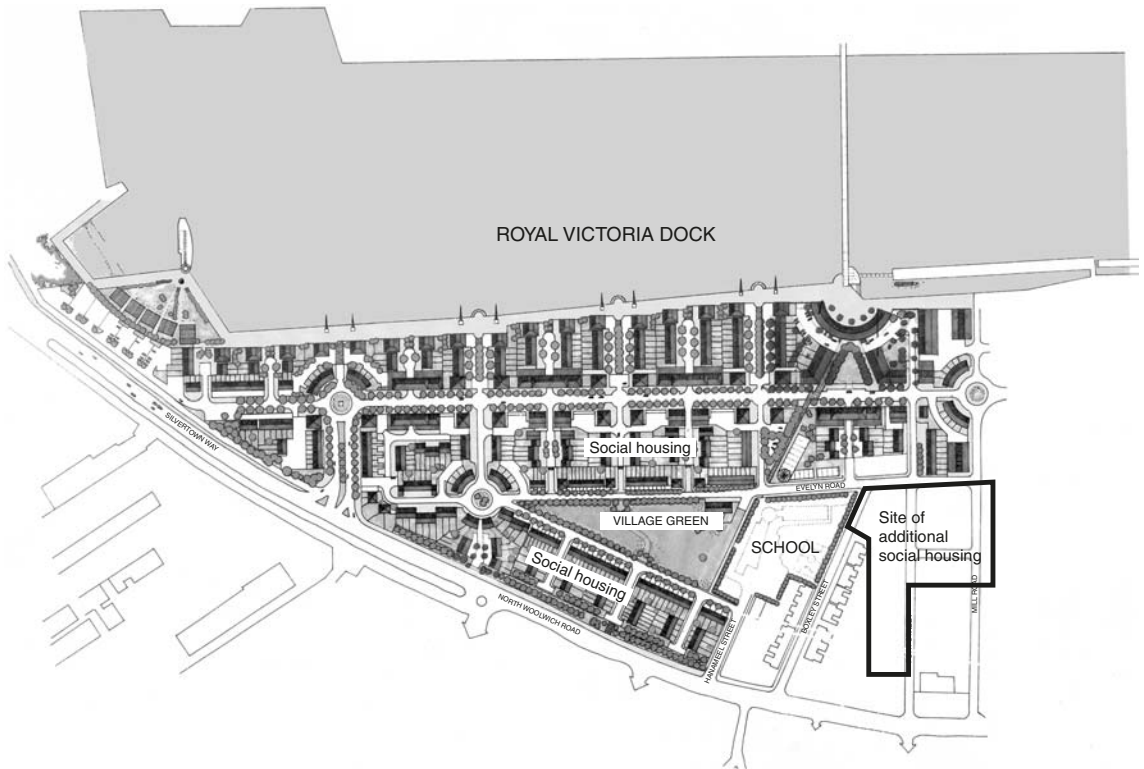 ROYAL VICTORIA DOCK
SILVERTOWN WAY
Social housing
EVELYN ROAD
VILLAGE GREEN
Site of
additional
social housing
SCHOOL
Social housing
NORTH WOOLWICH ROAD
HANAMEEL STREET
BOXLEY STREET
MILL ROAD